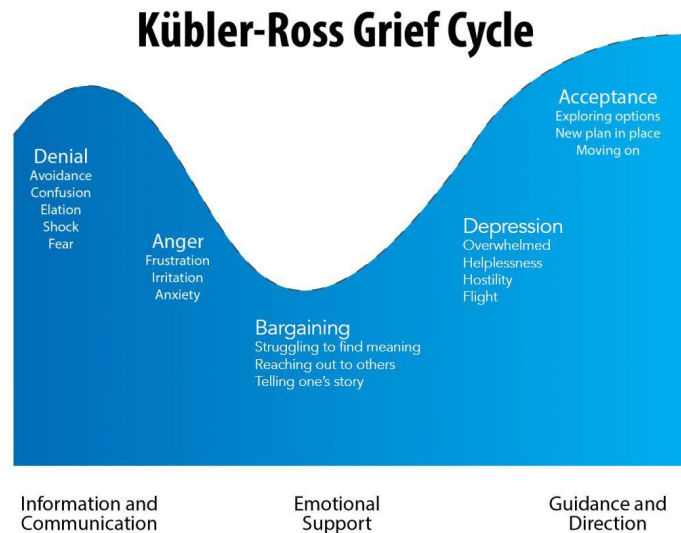 Kübler-Ross Grief Cycle
Denial
Avoidance
Confusion
Elation
Shock
Fear
Anger
Frustration
Irritation
Anxiety
Bargaining
Struggling to find meaning
Reaching out to others
Telling one’s story
Depression
Overwhelmed
Helplessness
Hostility
Flight
Acceptance
Exploring options
New plan in place
Moving on
Information and
Communication
Emotional
Support
Guidance and
Direction